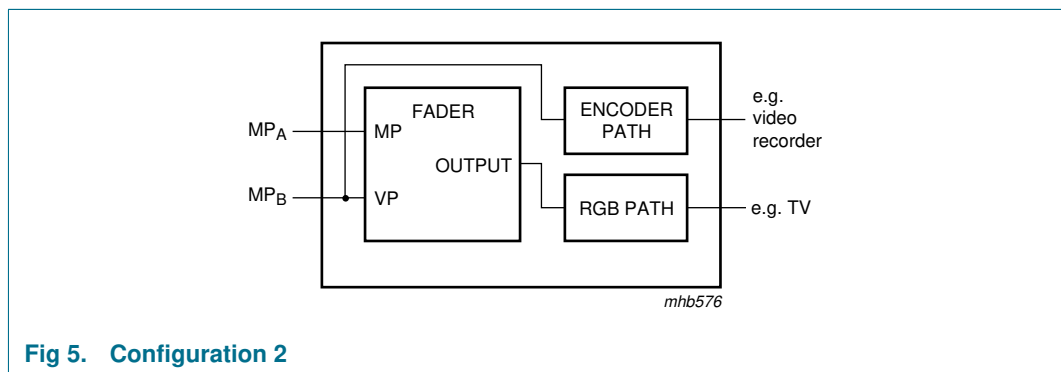 FADER
MPA
MP
OUTPUT
MPB
VP
ENCODER
PATH
RGB PATH
e.g.
video
recorder
e.g. TV
mhb576
Fig 5. Configuration 2